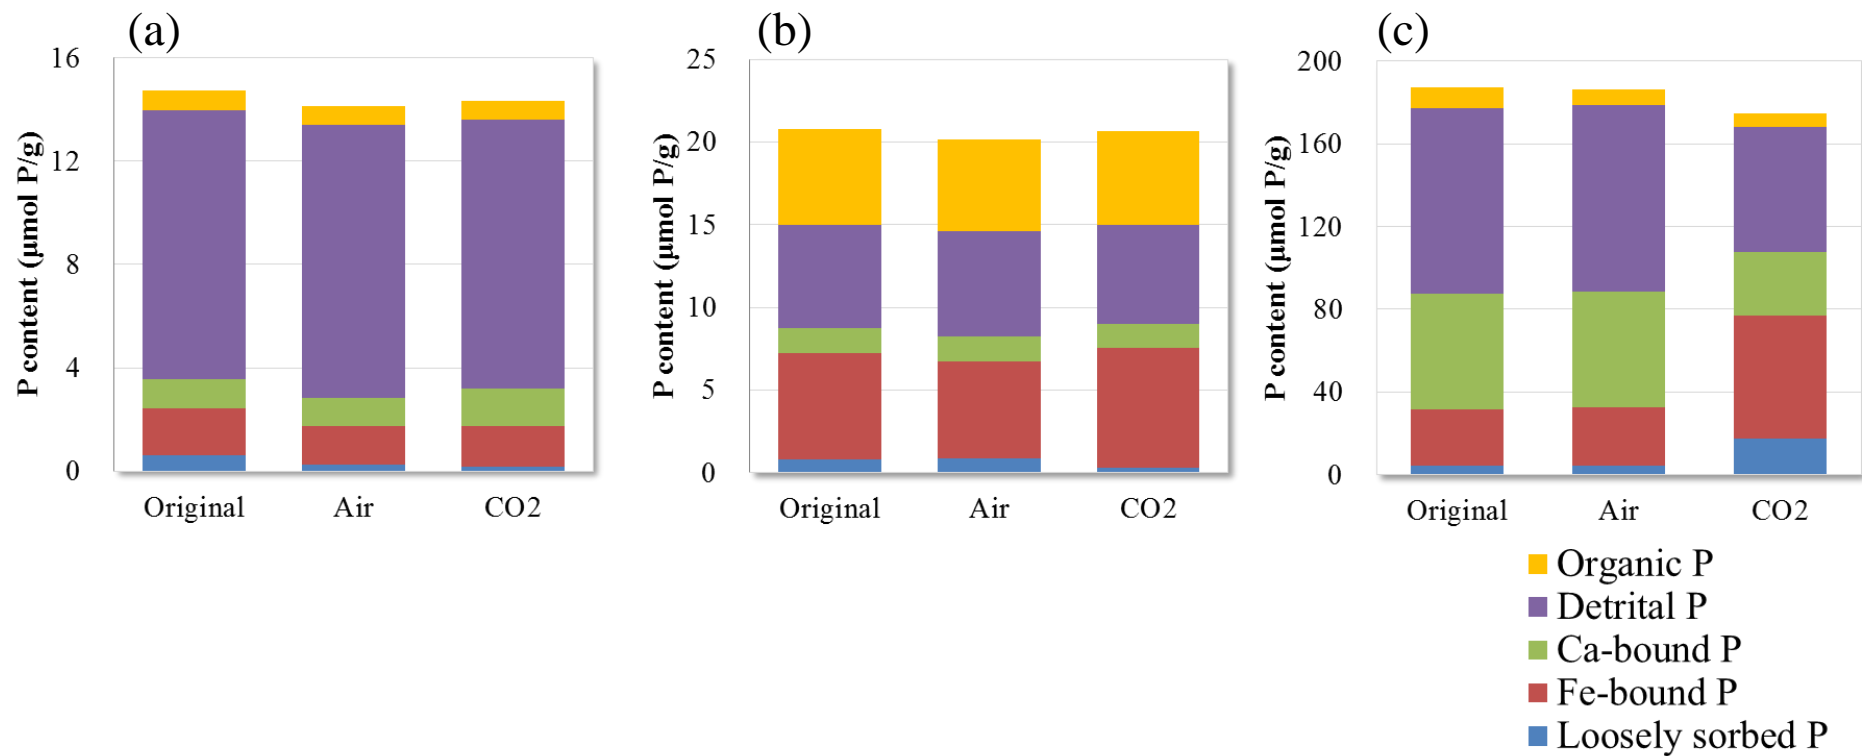 (a)
P content (µmol P/g)
16
12
8
4
0
Original Air CO2
(b)
P content (µmol P/g)
25
20
15
10
5
0
Original Air CO2
(c)
P content (µmol P/g)
200
160
120
80
40
0
Original Air CO2
Organic P
Detrital P
Ca-bound P
Fe-bound P
Loosely sorbed P